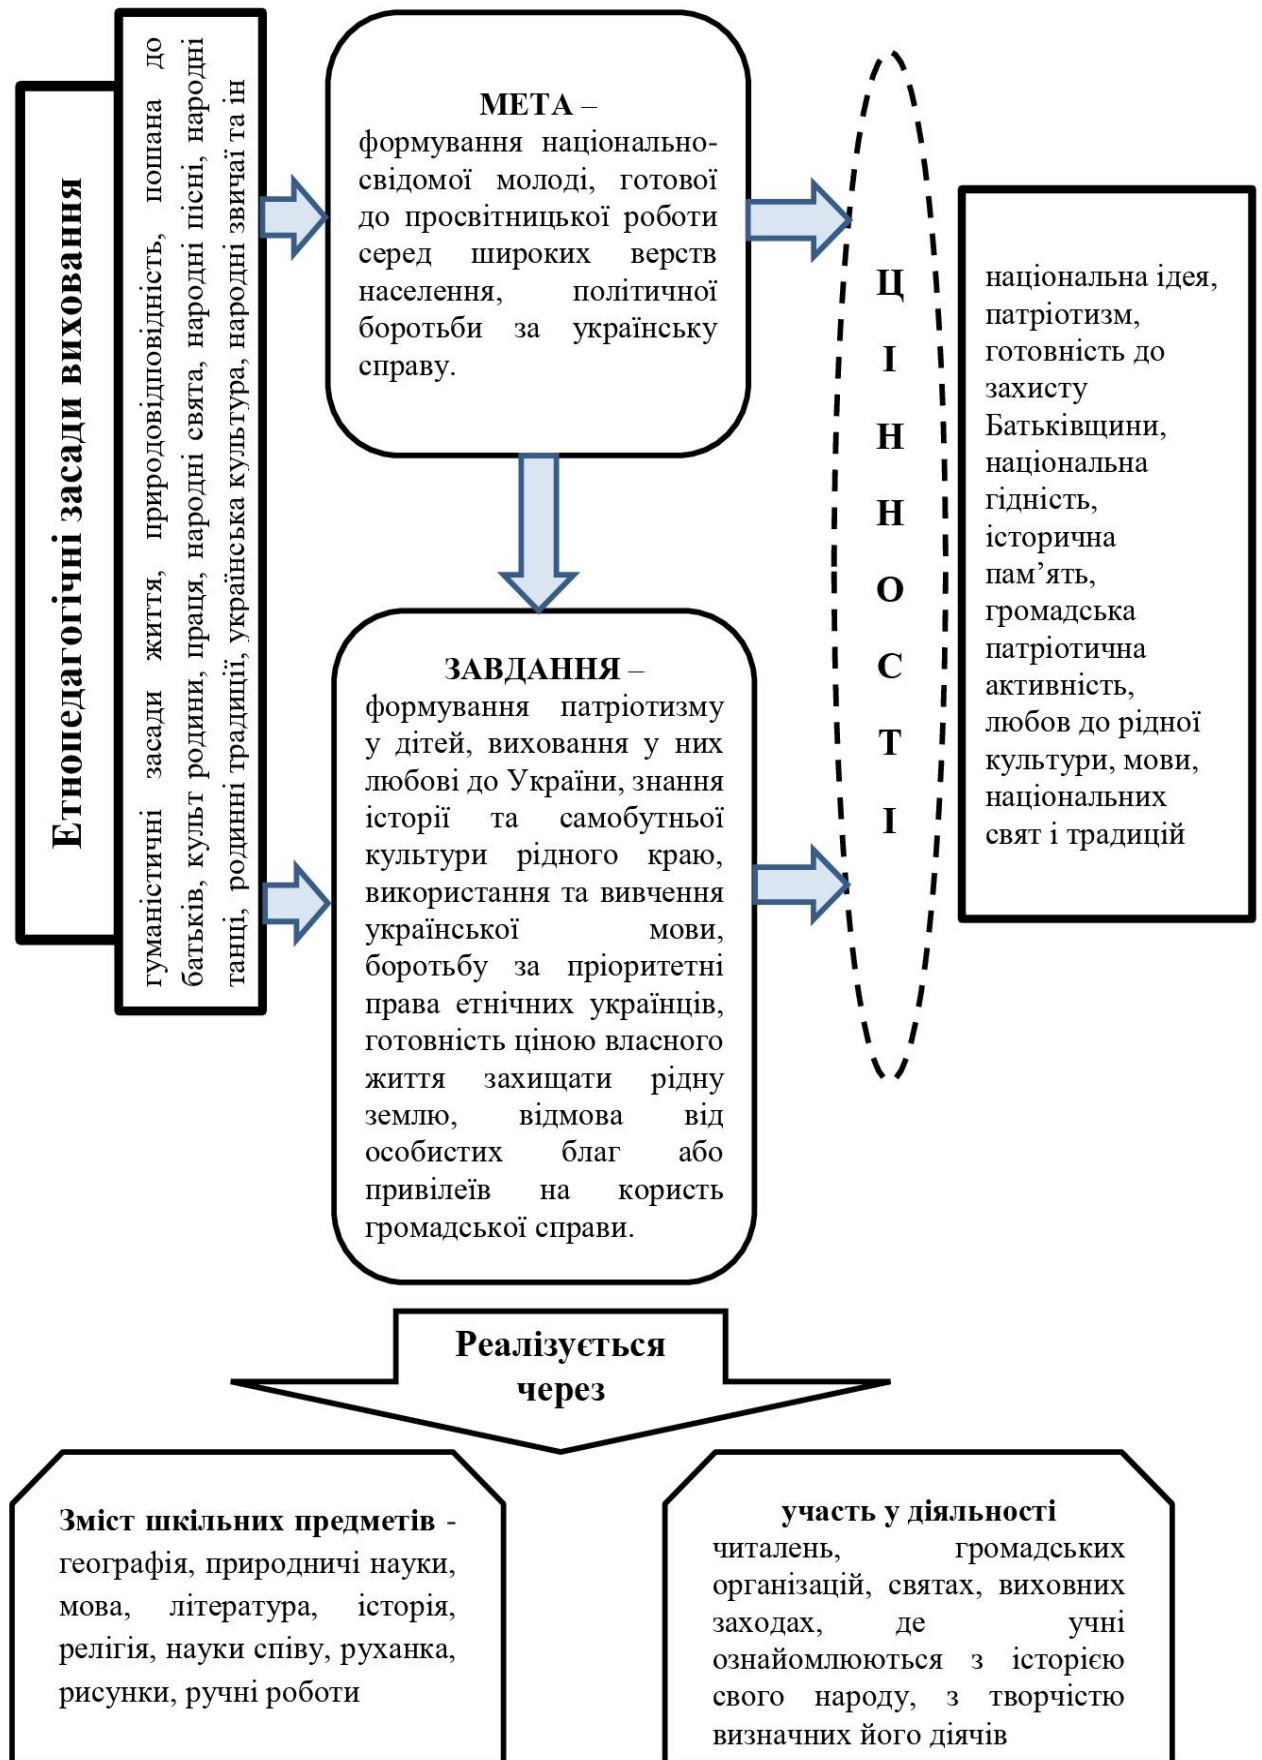 Етнопедагогічні засади виховання
гуманістичні засади життя, природовідповідність, пошана до
батьків, культ родини, праця, народні свята, народні пісні, народні
танці, родинні традиції, українська культура, народні звичаї та ін
МЕТА –
формування національно-
свідомої молоді, готової
до просвітницької роботи
серед широких верств
населення, політичної
боротьби за українську
справу.
ЗАВДАННЯ –
формування патріотизму
у дітей, виховання у них
любові до України, знання
історії та самобутньої
культури рідного краю,
використання та вивчення
української мови,
боротьбу за пріоритетні
права етнічних українців,
готовність ціною власного
життя захищати рідну
землю, відмова від
особистих благ або
привілеїв на користь
громадської справи.
Ц
І
Н
Н
О
С
Т
І
національна ідея,
патріотизм,
готовність до
захисту
Батьківщини,
національна
гідність,
історична
пам’ять,
громадська
патріотична
активність,
любов до рідної
культури, мови,
національних
свят і традицій
Реалізується
через
Зміст шкільних предметів -
географія, природничі науки,
мова, література, історія,
релігія, науки співу, руханка,
рисунки, ручні роботи
участь у діяльності
читалень, громадських
організацій, святах, виховних
заходах, де учні
ознайомлюються з історією
свого народу, з творчістю
визначних його діячів